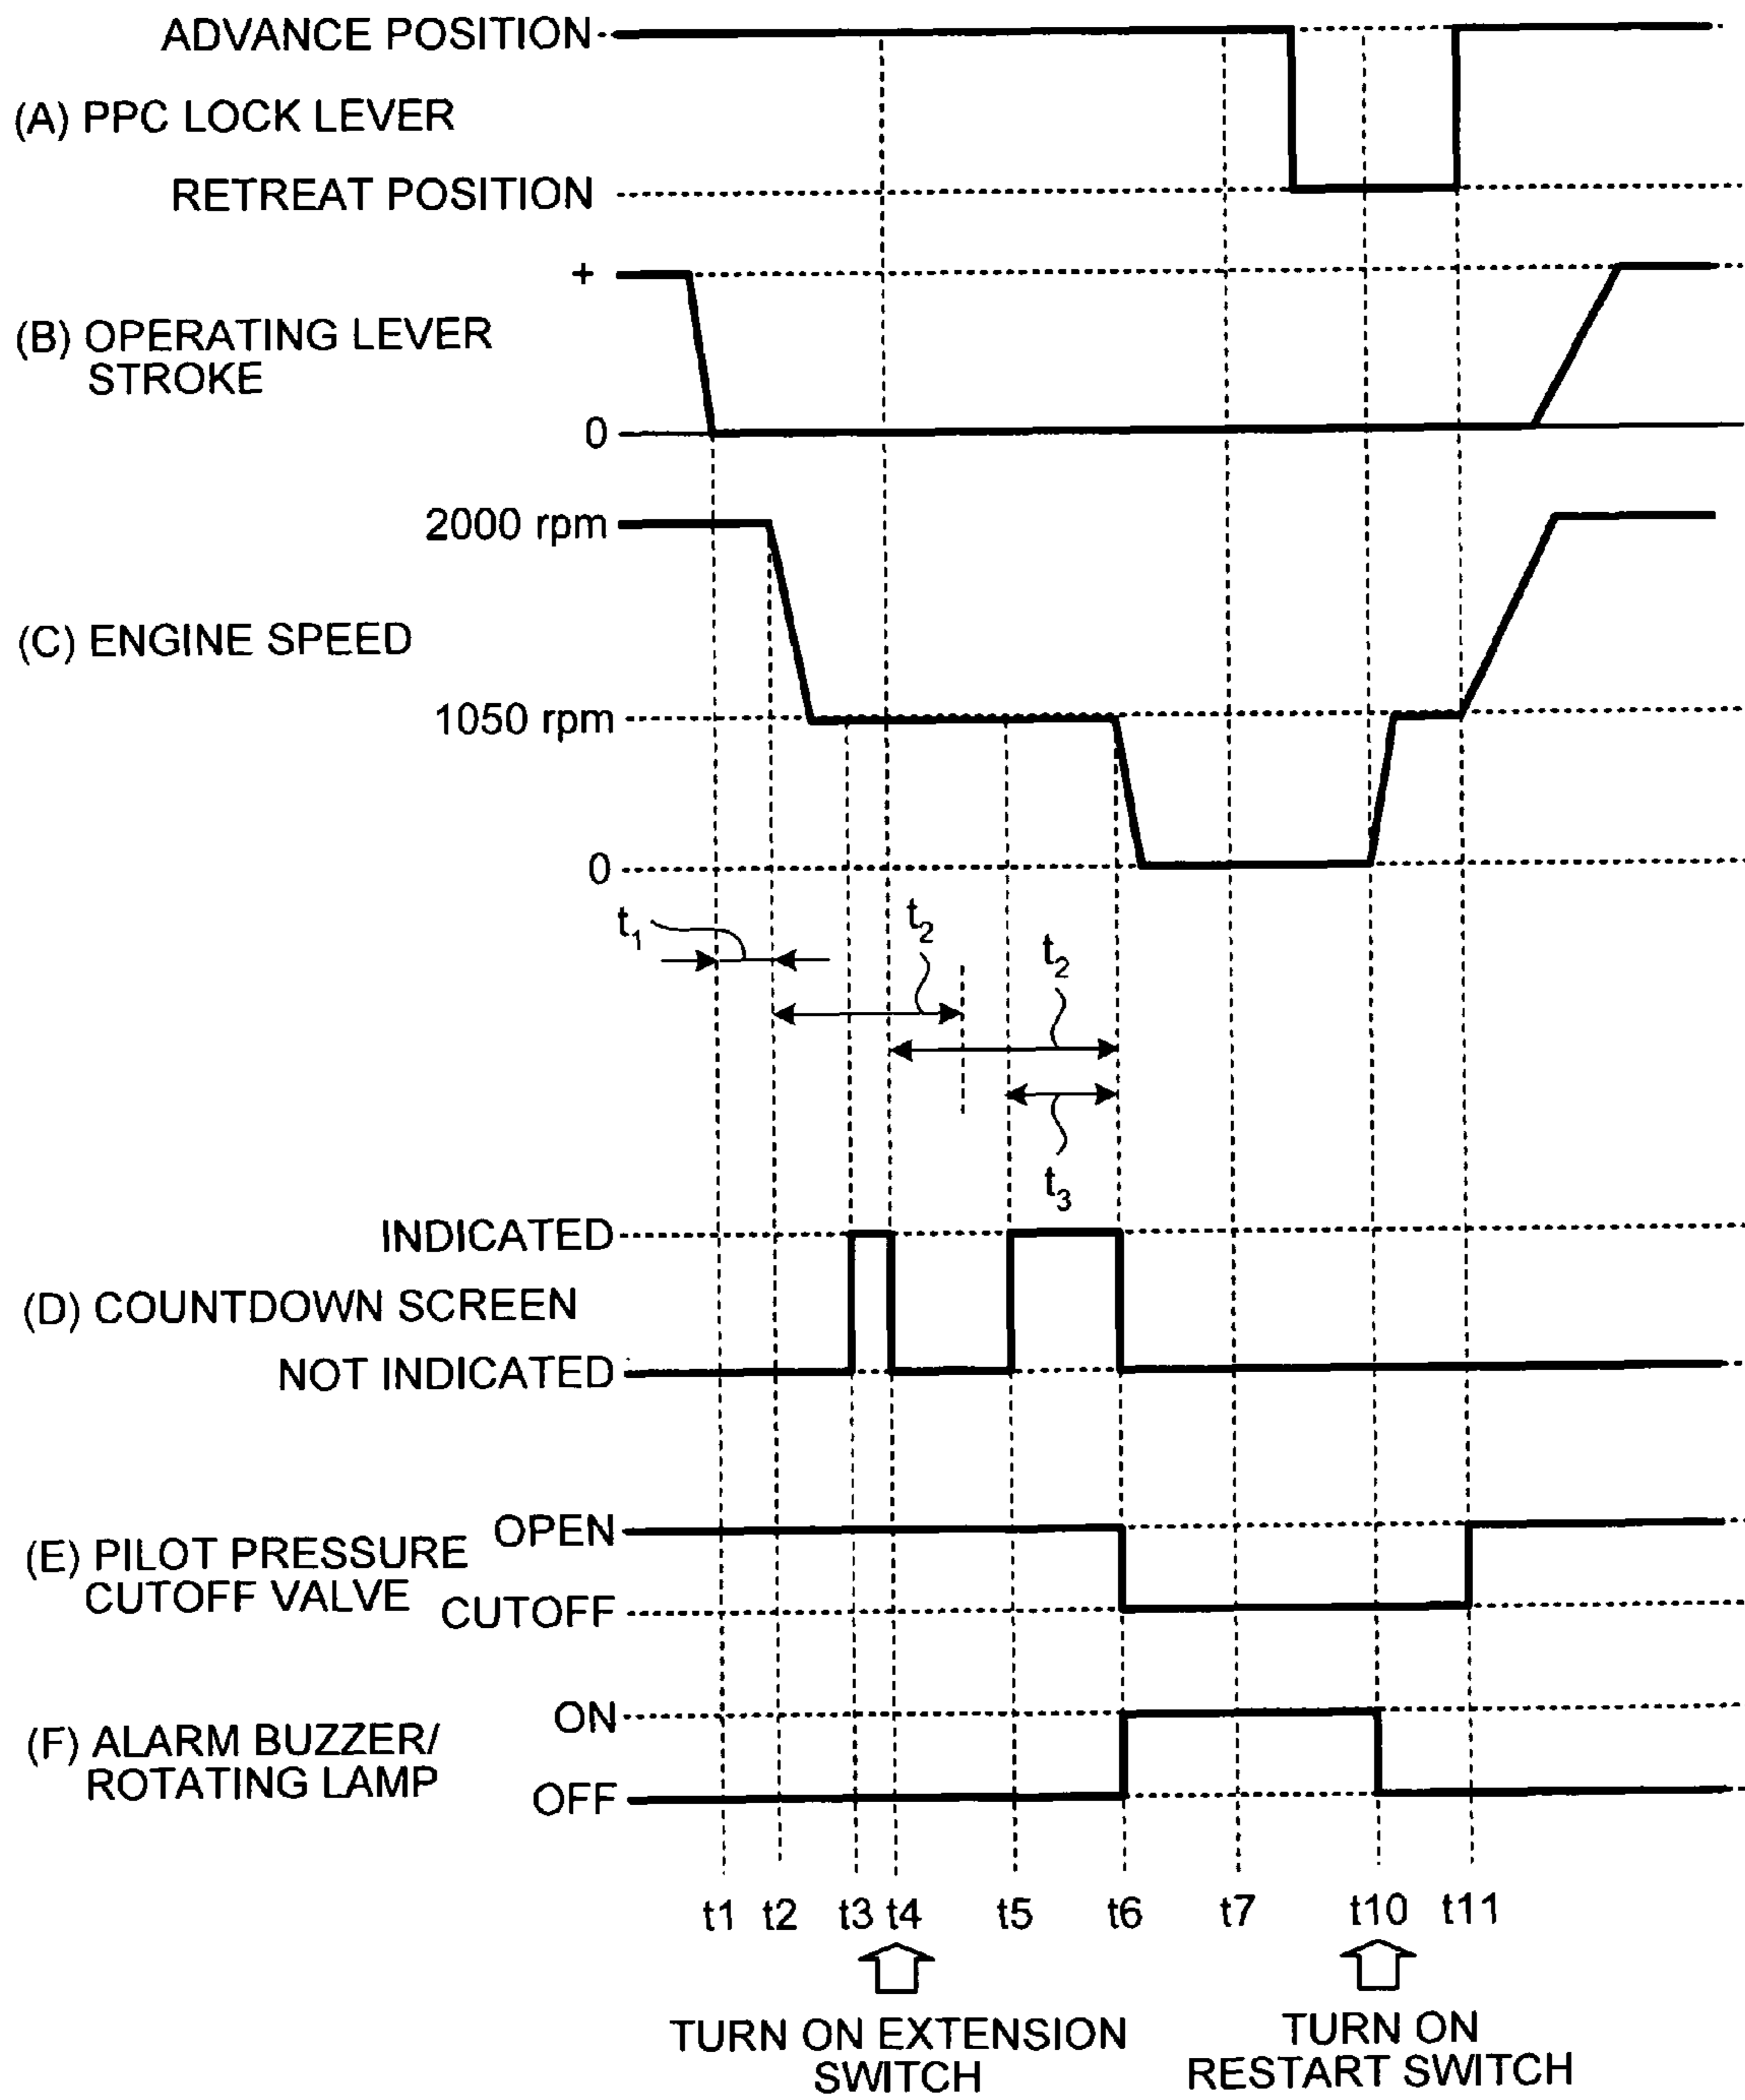 ADVANCE POSITION
(A) PPC LOCK LEVER
RETREAT POSITION
+
(B) OPERATING LEVER
STROKE
0
2000 rpm
(C) ENGINE SPEED
1050 rpm
0
t1
t2
t2
t3
INDICATED
(D) COUNTDOWN SCREEN
NOT INDICATED
OPEN
(E) PILOT PRESSURE
CUTOFF VALVE
CUTOFF
ON
(F) ALARM BUZZER/
ROTATING LAMP
OFF
t1 t2 t3 t4 t5 t6 t7 t10 t11
TURN ON EXTENSION
SWITCH
TURN ON
RESTART SWITCH